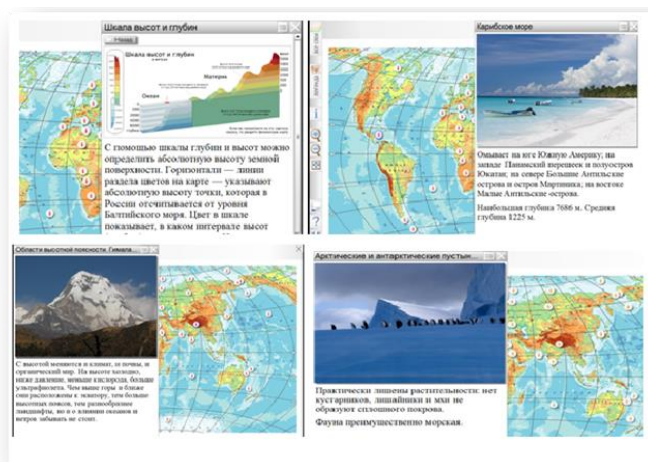 Шкала высот и глубин
Назад
Шкала высот и глубин
Материк
Океан
С помощью шкалы глубин и высот можно
определить абсолютную высоту земной
поверхности. Горизонтали — линии
раздела цветов на карте — указывают
абсолютную высоту точки, которая в
России отсчитывается от уровня
Балтийского моря. Цвет в шкале
показывает, в каком интервале высот
Карибское море
Омывает на юге Южную Америку; на
западе Панамский перешеек и полуостров
Юкатан; на севере Большие Антильские
острова и остров Мартиника; на востоке
Малые Антильские острова.
Наибольшая глубина 7686 м. Средняя
глубина 1225 м.
Области высотной поясности. Гимала...
С высотой меняются и климат, и почвы, и
органический мир. На высоте холодно,
ниже давление, меньше кислорода, больше
ультрафиолета. Чем выше горы и ближе
они расположены к экватору, тем больше
высотных поясов, тем разнообразнее
ландшафты, но и о влиянии океанов и
ветров забывать не стоит.
Арктические и антарктические пустын...
Практически лишены растительности: нет
кустарников, лишайники и мхи не
образуют сплошного покрова.
Фауна преимущественно морская.